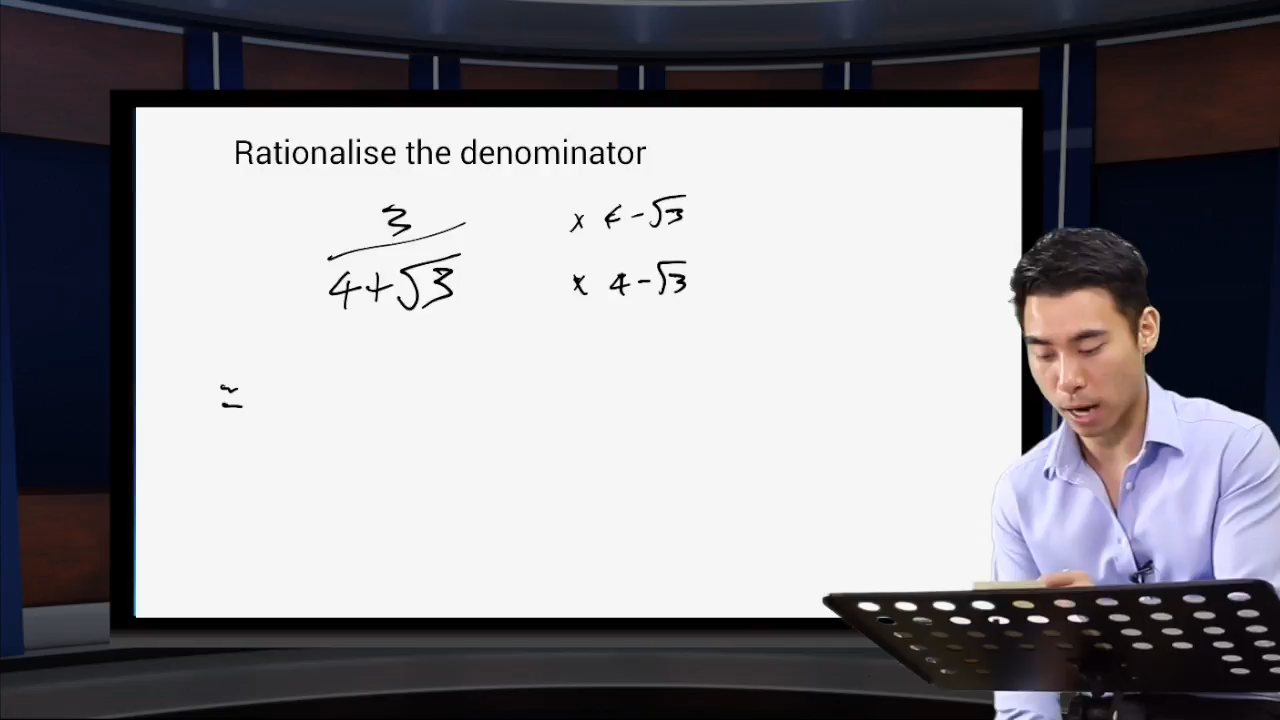 Rationalise the denominator
3 × 4-√3
4+√3 × 4-√3
=